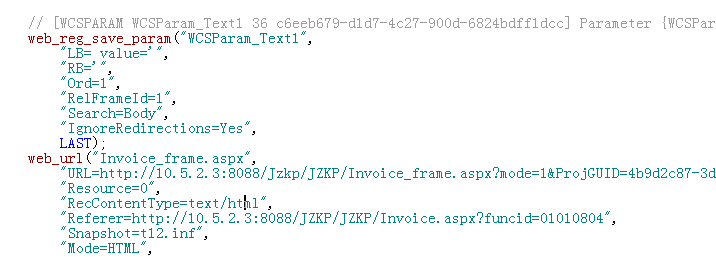 // [WCSPARAM WCSParam_Text1 36 c6eeb679-d1d7-4c27-900d-6824bdff1dcc] Parameter {WCSPar
web_reg_save_param("WCSParam_Text1",
"LB= value='",
"RB='",
"Ord=1",
"RelFrameId=1",
"Search=Body",
"IgnoreRedirections=Yes",
LAST);
web_url("Invoice_frame.aspx",
"URL=http://10.5.2.3:8088/Jzkp/JZKP/Invoice_frame.aspx?mode=1&ProjGUID=4b9d2c87-3d
"Resource=0",
"RecContentType=text/html",
"Referer=http://10.5.2.3:8088/JZKP/JZKP/Invoice.aspx?funcid=01010804",
"Snapshot=t12.inf",
"Mode=HTML",